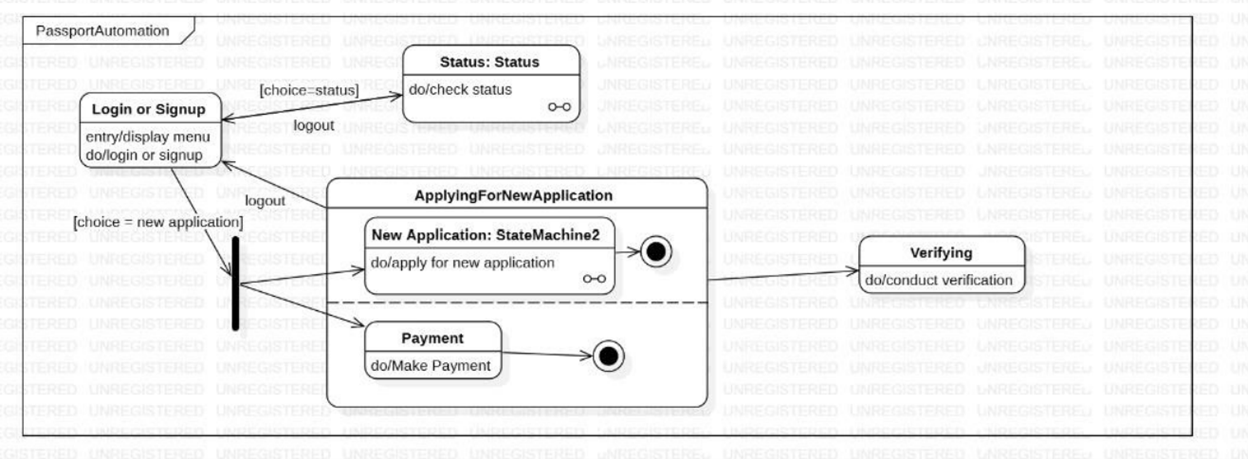 PassportAutomation
Status: Status
do/check status
[choice=status]
logout
Login or Signup
entry/display menu
do/login or signup
[choice = new application]
logout
ApplyingForNewApplication
New Application: StateMachine2
do/apply for new application
Payment
do/Make Payment
Verifying
do/conduct verification
UNREGISTERED